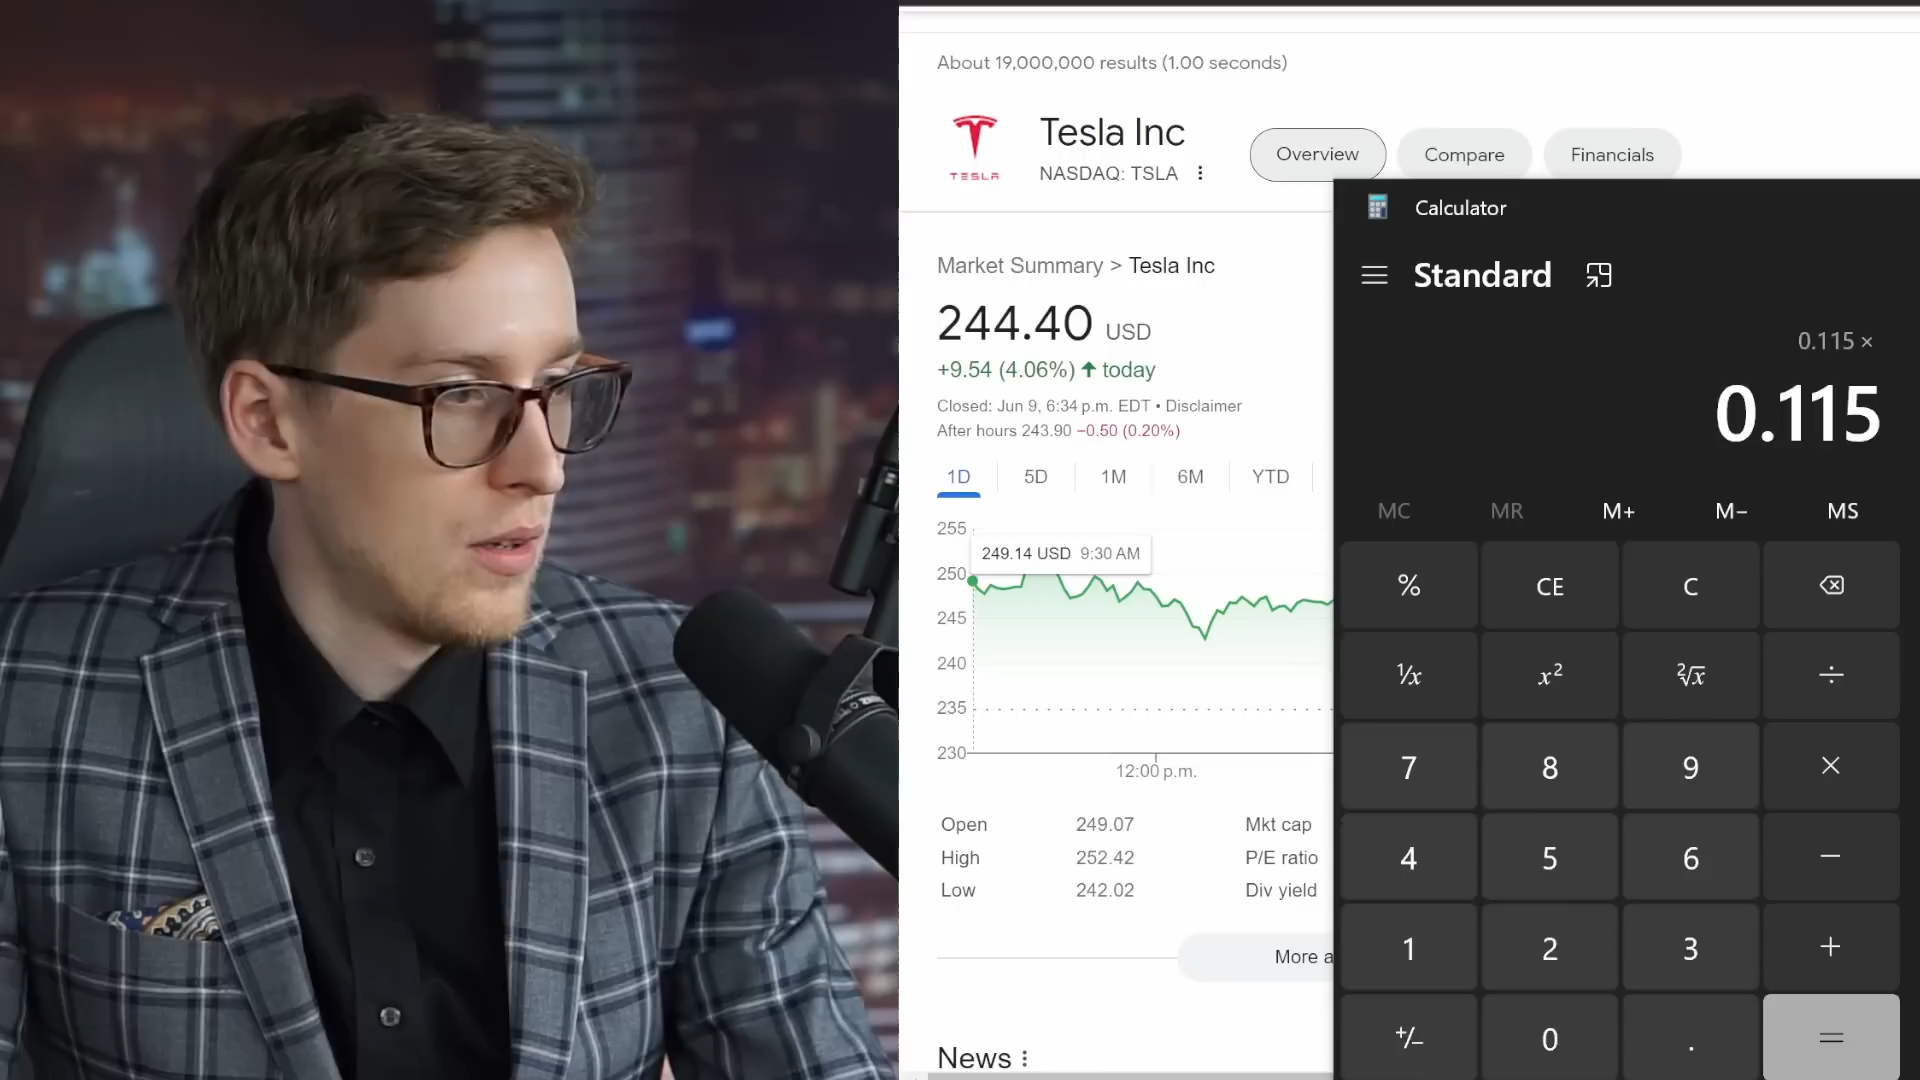 About 19,000,000 results (1.00 seconds)
TESLA
Tesla Inc
NASDAQ: TSLA
Overview
Compare
Financials
Market Summary > Tesla Inc
244.40 USD
+9.54 (4.06%) ↑ today
Closed: Jun 9, 6:34 p.m. EDT • Disclaimer
After hours 243.90 −0.50 (0.20%)
1D 5D 1M 6M YTD
255
249.14 USD 9:30 AM
250
245
240
235
230
12:00 p.m.
Open 249.07 Mkt cap
High 252.42 P/E ratio
Low 242.02 Div yield
More a
News
Calculator
Standard
0.115 ×
0.115
MC MR M+ M− MS
% CE C
¹/x x² ²√x ÷
7 8 9 ×
4 5 6 −
1 2 3 +
+/− 0 . =